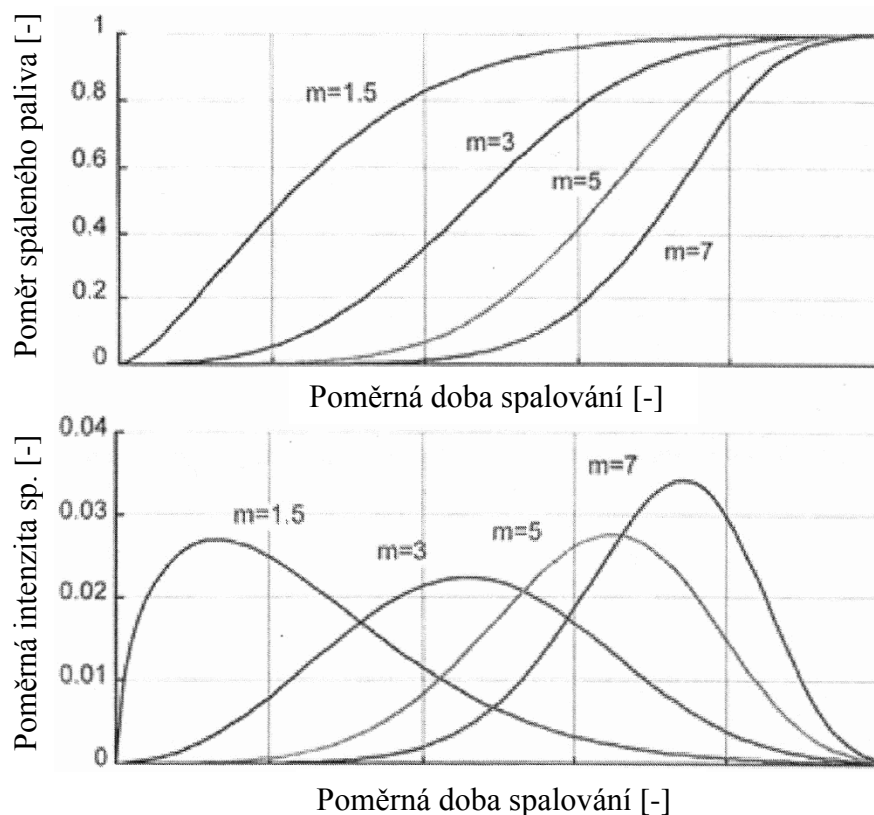 Poměr spáleného paliva [-]
1
0.8
0.6
0.4
0.2
0
m=1.5
m=3
m=5
m=7
Poměrná doba spalování [-]
Poměrná intenzita sp. [-]
0.04
0.03
0.02
0.01
0
m=1.5
m=3
m=5
m=7
Poměrná doba spalování [-]